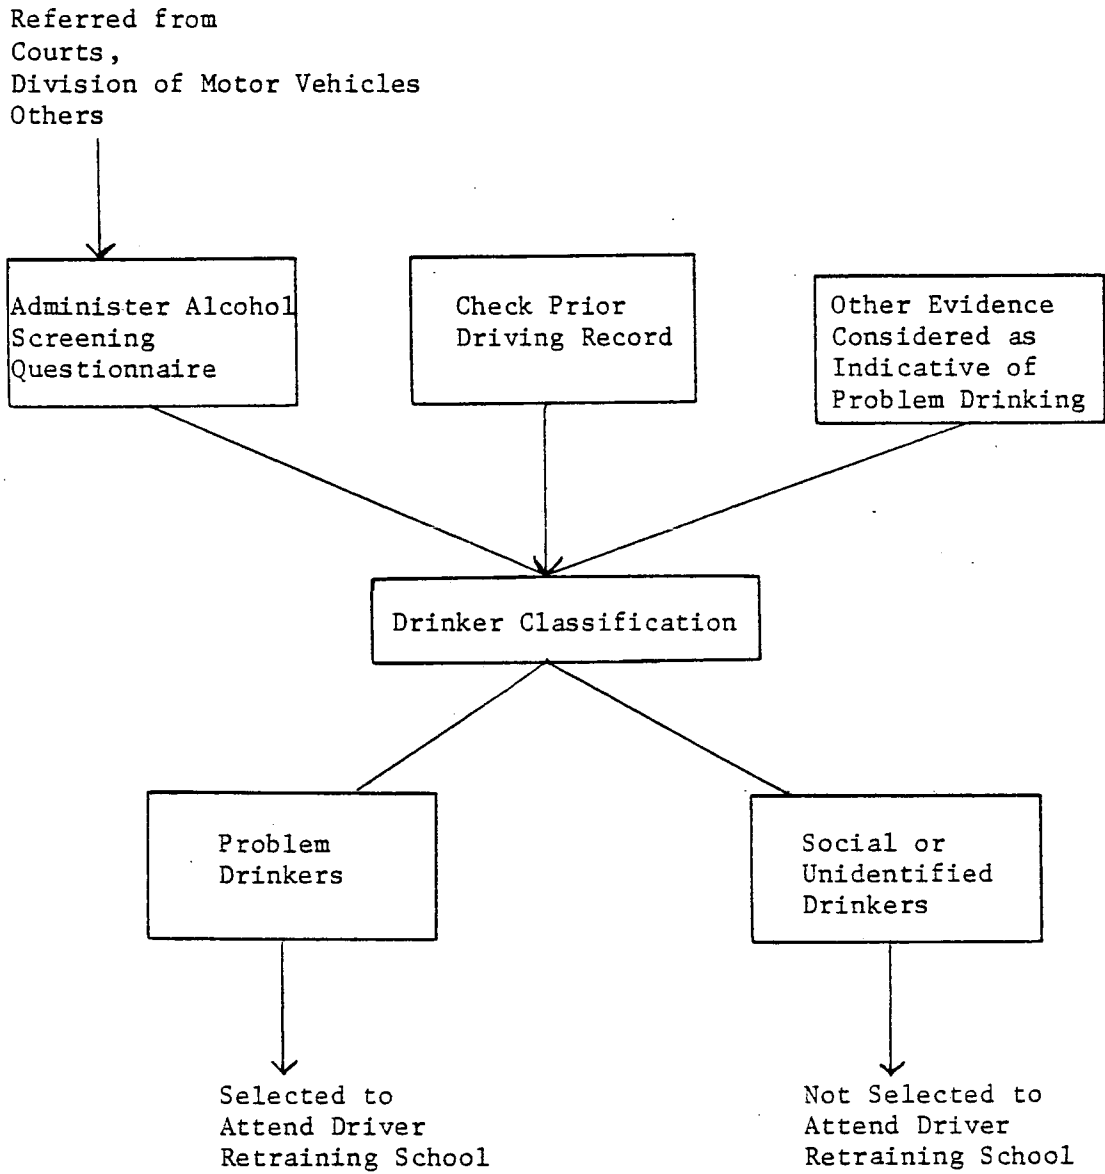 Referred from
Courts,
Division of Motor Vehicles
Others
Administer Alcohol
Screening
Questionnaire
Check Prior
Driving Record
Other Evidence
Considered as
Indicative of
Problem Drinking
Drinker Classification
Problem
Drinkers
Social or
Unidentified
Drinkers
Selected to
Attend Driver
Retraining School
Not Selected to
Attend Driver
Retraining School